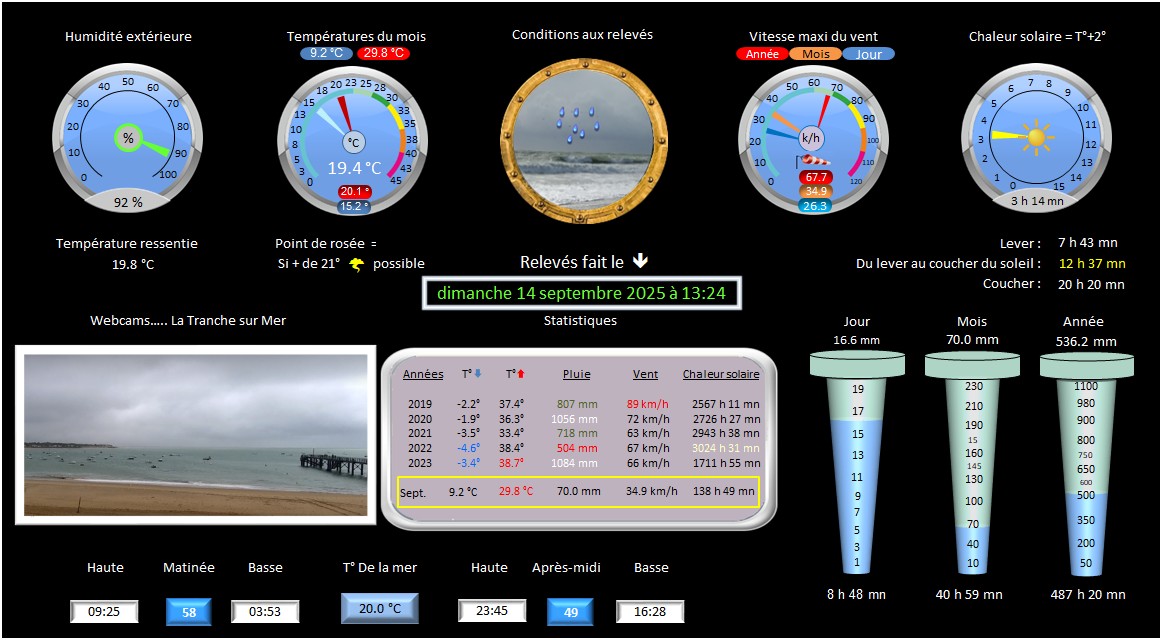 Humidité extérieure
0 10 20 30 40 50 60 70 80 90 100
%
92 %
Températures du mois
9.2 °C 29.8 °C
0 3 5 8 10 13 15 18 20 23 25 28 30 33 35 38 40 43 45
°C
19.4 °C
20.1 °
15.2 °
Conditions aux relevés
Vitesse maxi du vent
Année Mois Jour
0 10 20 30 40 50 60 70 80 90 100 110 120
k/h
67.7
34.9
26.3
Chaleur solaire = T°+2°
0 1 2 3 4 5 6 7 8 9 10 11 12 13 14 15
3 h 14 mn
Température ressentie
19.8 °C
Point de rosée =
Si + de 21° possible
Relevés fait le
dimanche 14 septembre 2025 à 13:24
Lever : 7 h 43 mn
Du lever au coucher du soleil : 12 h 37 mn
Coucher : 20 h 20 mn
Webcams..... La Tranche sur Mer
Statistiques
Années T° T° Pluie Vent Chaleur solaire
2019 -2.2° 37.4° 807 mm 89 km/h 2567 h 11 mn
2020 -1.9° 36.3° 1056 mm 72 km/h 2726 h 27 mn
2021 -3.5° 33.4° 718 mm 63 km/h 2943 h 38 mn
2022 -4.6° 38.4° 504 mm 67 km/h 3024 h 31 mn
2023 -3.4° 38.7° 1084 mm 66 km/h 1711 h 55 mn
Sept. 9.2 °C 29.8 °C 70.0 mm 34.9 km/h 138 h 49 mn
Jour
16.6 mm
19
17
15
13
11
9
7
5
3
1
8 h 48 mn
Mois
70.0 mm
230
210
190
15
160
145
130
100
70
40
10
40 h 59 mn
Année
536.2 mm
1100
980
900
800
750
650
600
500
350
200
50
487 h 20 mn
Haute Matinée Basse T° De la mer Haute Après-midi Basse
09:25 58 03:53 20.0 °C 23:45 49 16:28